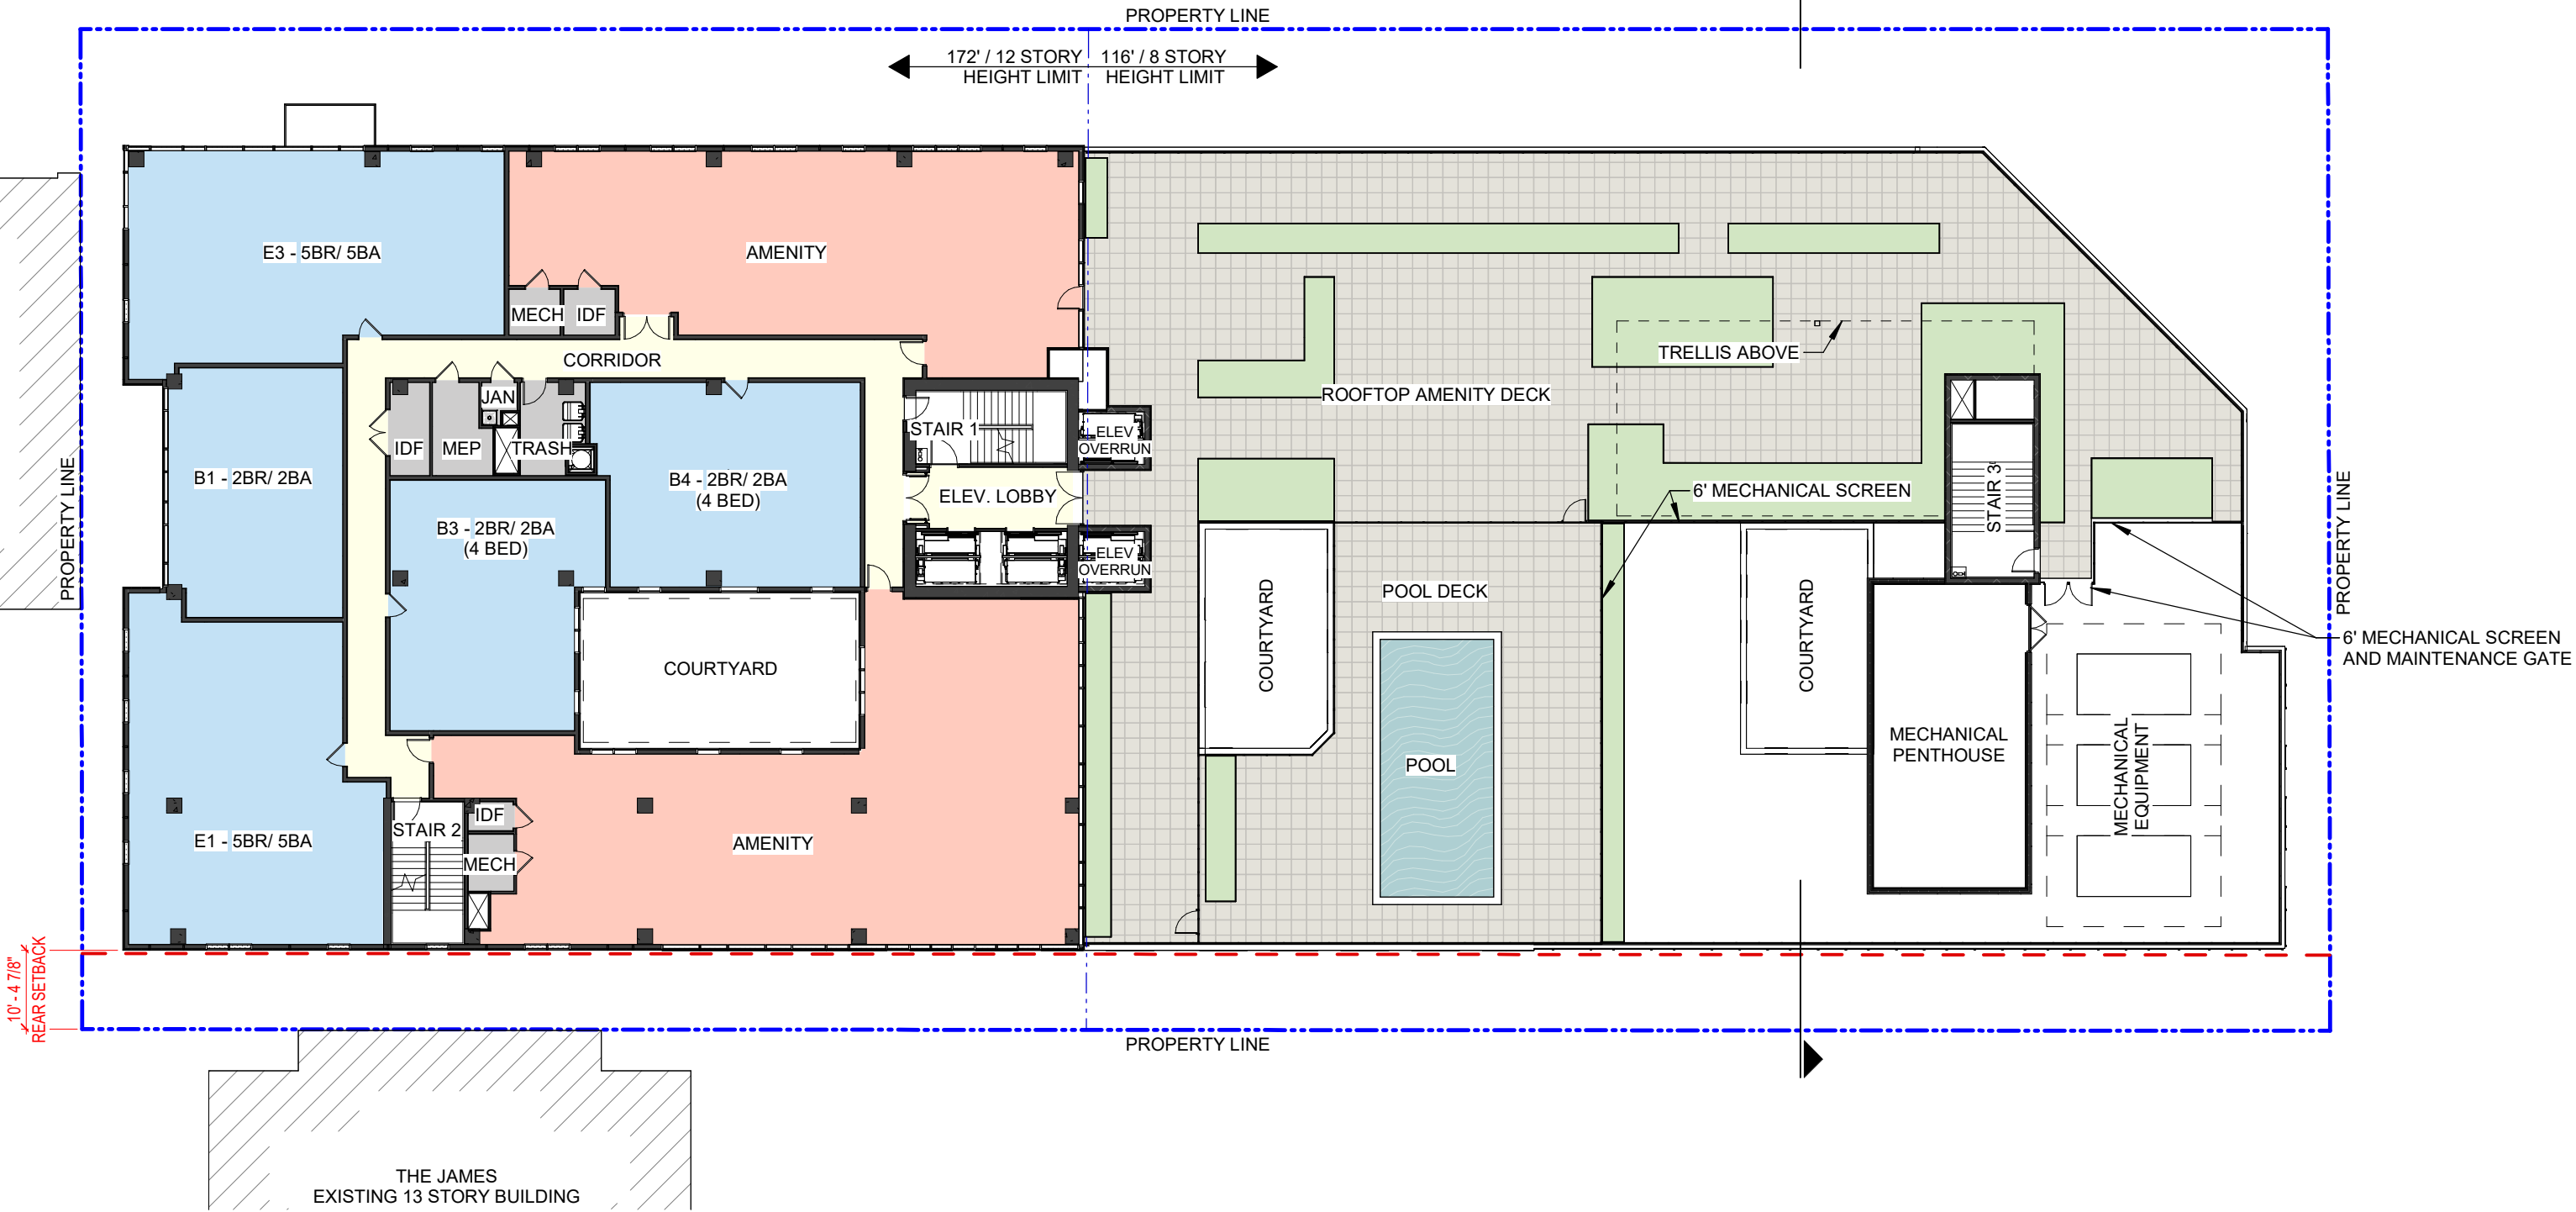 PROPERTY LINE
172' / 12 STORY
HEIGHT LIMIT
116' / 8 STORY
HEIGHT LIMIT
E3 - 5BR/ 5BA
AMENITY
MECH
IDF
CORRIDOR
TRELLIS ABOVE
ROOFTOP AMENITY DECK
JAN
IDF
MEP
TRASH
STAIR 1
ELEV
OVERRUN
B1 - 2BR/ 2BA
B4 - 2BR/ 2BA
(4 BED)
ELEV. LOBBY
6' MECHANICAL SCREEN
STAIR 3
PROPERTY LINE
PROPERTY LINE
B3 - 2BR/ 2BA
(4 BED)
ELEV
OVERRUN
POOL DECK
COURTYARD
COURTYARD
COURTYARD
6' MECHANICAL SCREEN
AND MAINTENANCE GATE
MECHANICAL
PENTHOUSE
MECHANICAL
EQUIPMENT
POOL
IDF
STAIR 2
E1 - 5BR/ 5BA
MECH
AMENITY
10' - 4 7/8"
REAR SETBACK
PROPERTY LINE
THE JAMES
EXISTING 13 STORY BUILDING